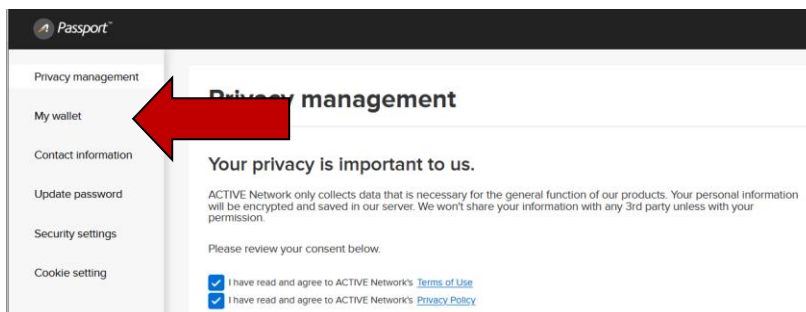 Passport™
Privacy management
My wallet
Contact information
Update password
Security settings
Cookie setting
management
Your privacy is important to us.
ACTIVE Network only collects data that is necessary for the general function of our products. Your personal information
will be encrypted and saved in our server. We won't share your information with any 3rd party unless with your
permission.
Please review your consent below.
I have read and agree to ACTIVE Network's Terms of Use
I have read and agree to ACTIVE Network's Privacy Policy